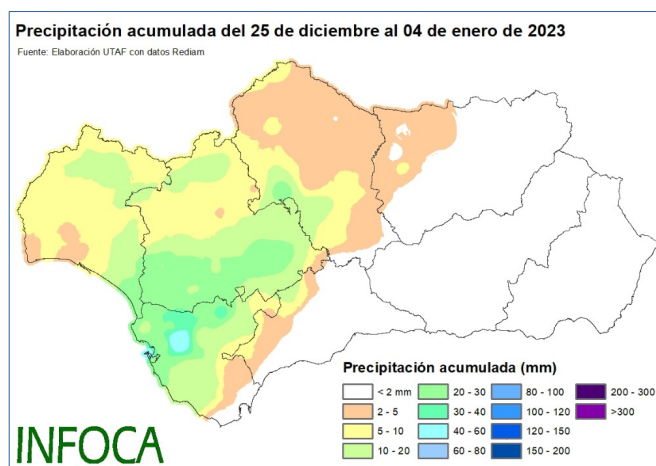 Precipitación acumulada del 25 de diciembre al 04 de enero de 2023
Fuente: Elaboración UTAF con datos Rediam
Precipitación acumulada (mm)
< 2 mm
2 - 5
5 - 10
10 - 20
20 - 30
30 - 40
40 - 60
60 - 80
80 - 100
100 - 120
120 - 150
150 - 200
200 - 300
>300
INFOCA